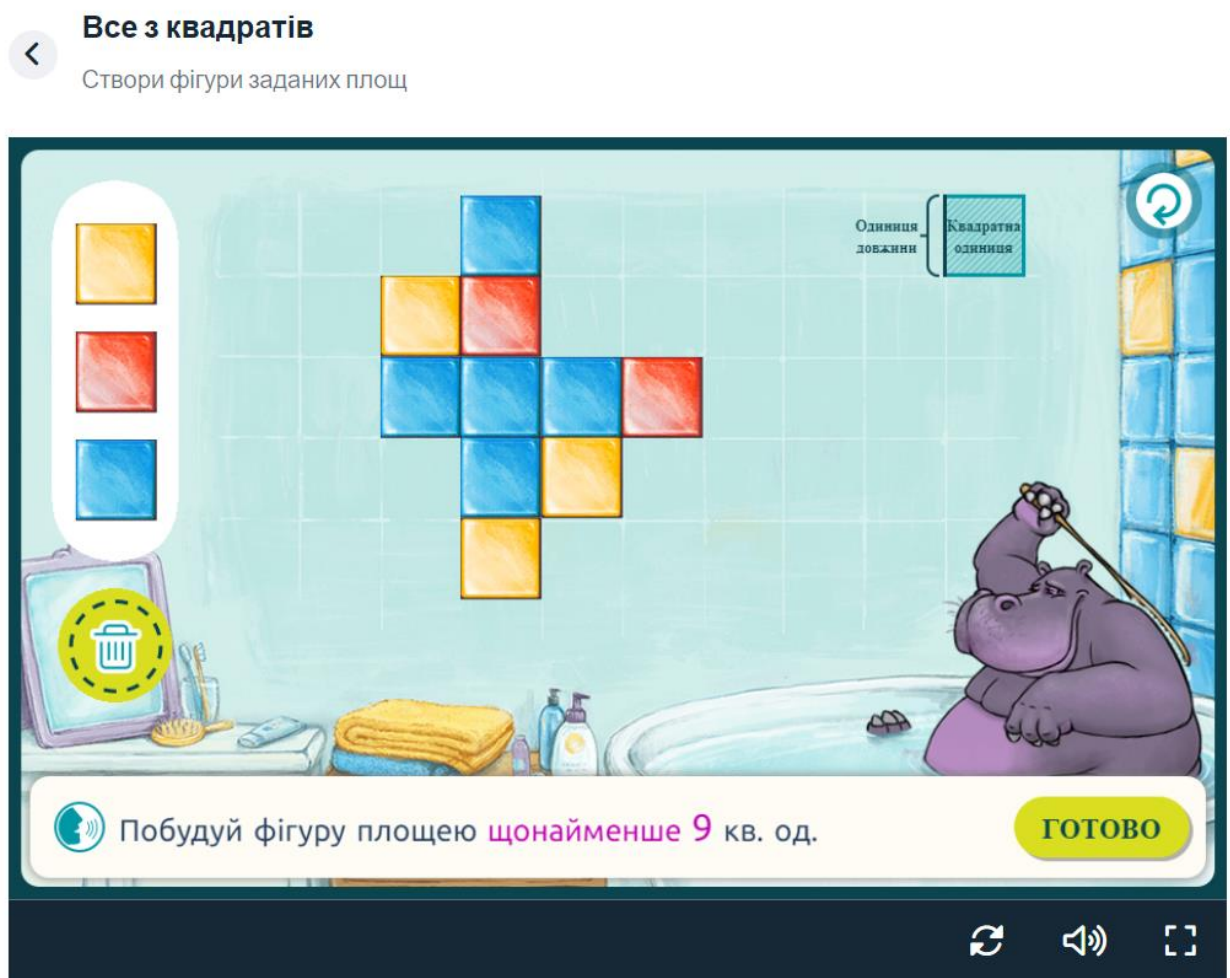 Все з квадратів
Створи фігури заданих площ
Одиниця
довжини
Квадратна
одиниця
Побудуй фігуру площею щонайменше 9 кв. од.
ГОТОВО